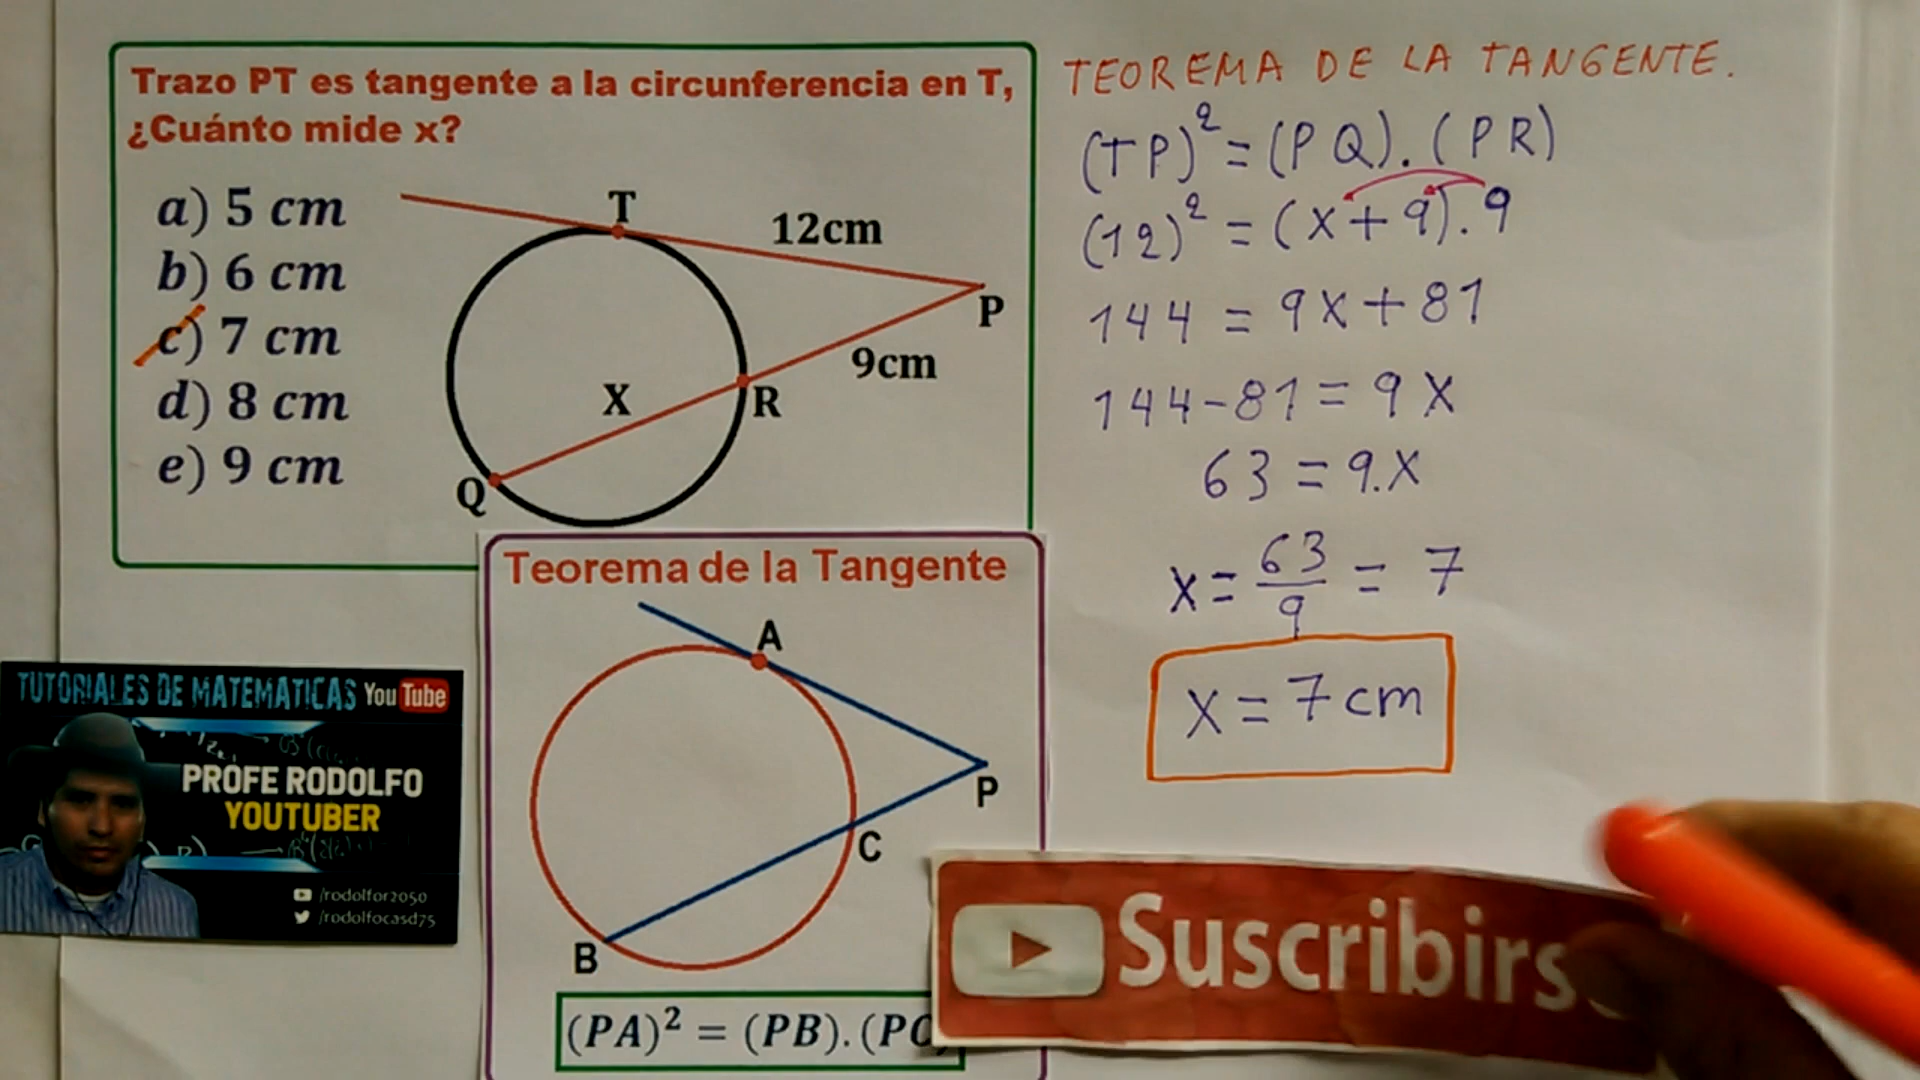 Trazo PT es tangente a la circunferencia en T,
¿Cuánto mide x?
a) 5 cm
b) 6 cm
c) 7 cm
d) 8 cm
e) 9 cm
T
12cm
P
9cm
X
R
Q
TEOREMA DE LA TANGENTE.
(TP)² = (PQ).(PR)
(12)² = (x+9).9
144 = 9x+81
144-81 = 9x
63 = 9.x
x = 63/9 = 7
x = 7cm
Teorema de la Tangente
A
P
C
B
(PA)² = (PB).(PC
TUTORIALES DE MATEMATICAS YouTube
PROFE RODOLFO
YOUTUBER
/rodolfor2050
/rodolfocasd75
Suscribirs